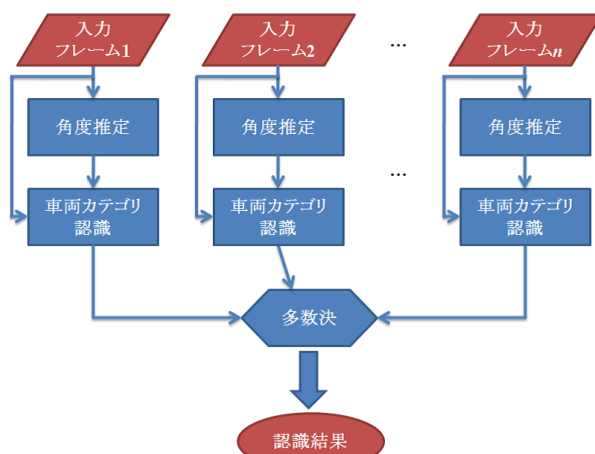 入力
フレーム1
入力
フレーム2
...
入力
フレームn
角度推定
角度推定
角度推定
車両カテゴリ
認識
車両カテゴリ
認識
...
車両カテゴリ
認識
多数決
認識結果